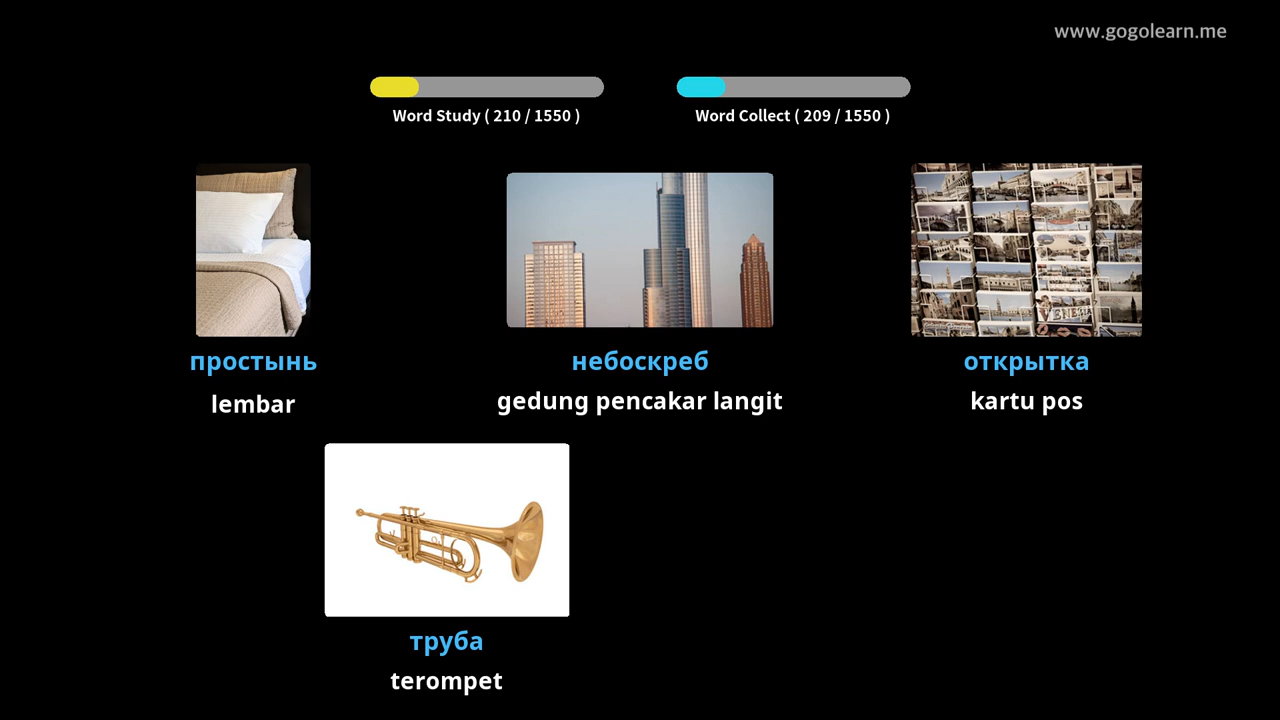 www.gogolearn.me
Word Study ( 210 / 1550 )
Word Collect ( 209 / 1550 )
простынь
lembar
небоскреб
gedung pencakar langit
открытка
kartu pos
VENEZIA
труба
terompet